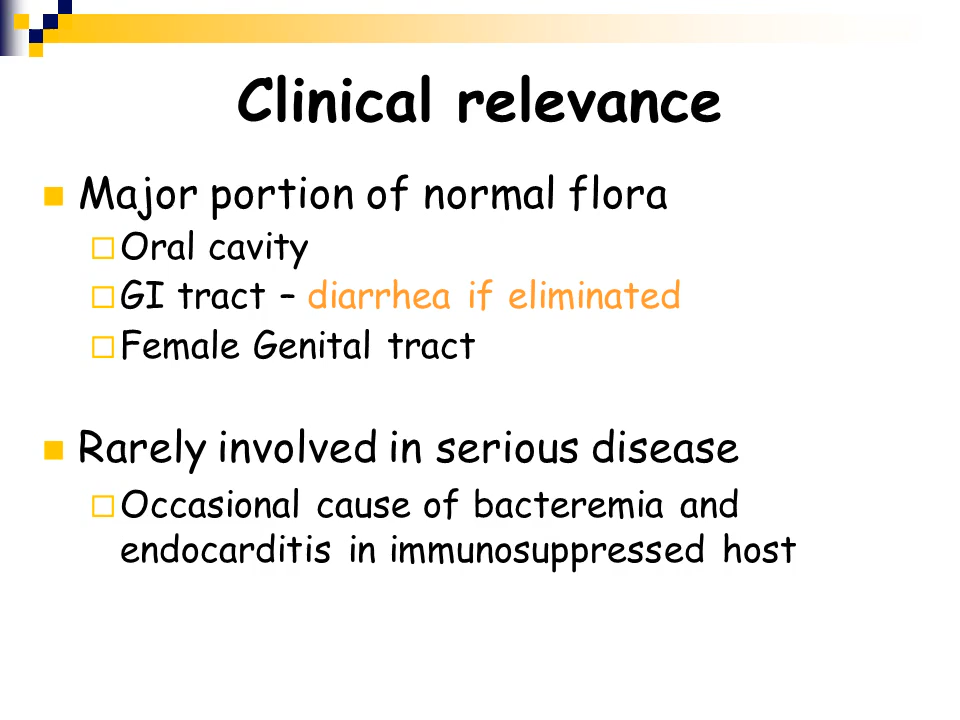 Clinical relevance
Major portion of normal flora
Oral cavity
GI tract – diarrhea if eliminated
Female Genital tract
Rarely involved in serious disease
Occasional cause of bacteremia and
endocarditis in immunosuppressed host